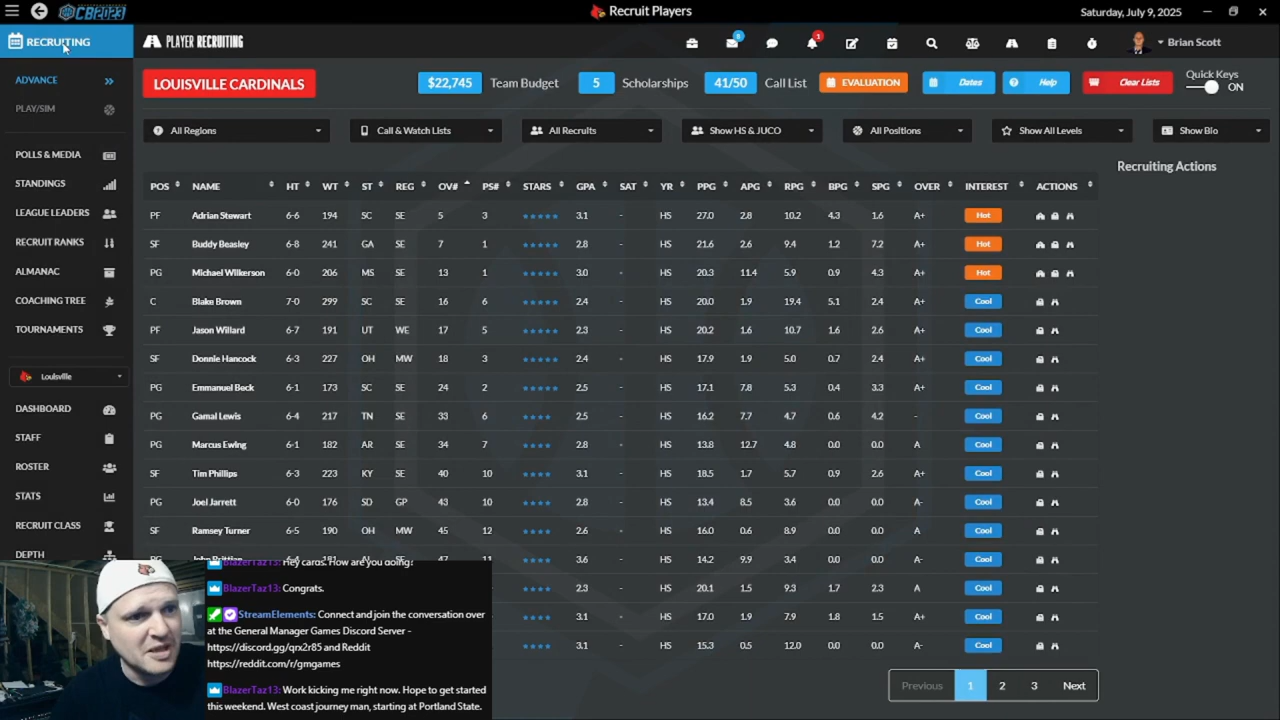 CB2023
Recruit Players
Saturday, July 9, 2025
RECRUITING
PLAYER RECRUITING
8
1
Brian Scott
ADVANCE
PLAY/SIM
POLLS & MEDIA
STANDINGS
LEAGUE LEADERS
RECRUIT RANKS
ALMANAC
COACHING TREE
TOURNAMENTS
Louisville
DASHBOARD
STAFF
ROSTER
STATS
RECRUIT CLASS
DEPTH
LOUISVILLE CARDINALS
$22,745 Team Budget 5 Scholarships 41/50 Call List EVALUATION Dates Help Clear Lists
Quick Keys
ON
All Regions Call & Watch Lists All Recruits Show HS & JUCO All Positions Show All Levels Show Bio
Recruiting Actions
POS NAME HT WT ST REG OV# PS# STARS GPA SAT YR PPG APG RPG BPG SPG OVER INTEREST ACTIONS
PF Adrian Stewart 6-6 194 SC SE 5 3 ★★★★★ 3.1 - HS 27.0 2.8 10.2 4.3 1.6 A+ Hot
SF Buddy Beasley 6-8 241 GA SE 7 1 ★★★★★ 2.8 - HS 21.6 2.6 9.4 1.2 7.2 A+ Hot
PG Michael Wilkerson 6-0 206 MS SE 13 1 ★★★★★ 3.0 - HS 20.3 11.4 5.9 0.9 4.3 A+ Hot
C Blake Brown 7-0 299 SC SE 16 6 ★★★★★ 2.4 - HS 20.0 1.9 19.4 5.1 2.4 A+ Cool
PF Jason Willard 6-7 191 UT WE 17 5 ★★★★★ 2.3 - HS 20.2 1.6 10.7 1.6 2.6 A+ Cool
SF Donnie Hancock 6-3 227 OH MW 18 3 ★★★★★ 2.4 - HS 17.9 1.9 5.0 0.7 2.4 A+ Cool
PG Emmanuel Beck 6-1 173 SC SE 24 2 ★★★★★ 2.5 - HS 17.1 7.8 5.3 0.4 3.3 A+ Cool
PG Gamal Lewis 6-4 217 TN SE 33 6 ★★★★ 2.5 - HS 16.2 7.7 4.7 0.6 4.2 - Cool
PG Marcus Ewing 6-1 182 AR SE 34 7 ★★★★ 2.8 - HS 13.8 12.7 4.8 0.0 0.0 A Cool
SF Tim Phillips 6-3 223 KY SE 40 10 ★★★★ 3.1 - HS 18.5 1.7 5.7 0.9 2.6 A+ Cool
PG Joel Jarrett 6-0 176 SD GP 43 10 ★★★★ 2.8 - HS 13.4 8.5 3.6 0.0 0.0 A- Cool
SF Ramsey Turner 6-5 190 OH MW 45 12 ★★★★ 2.6 - HS 16.0 0.6 8.9 0.0 0.0 A Cool
★★★★ 3.6 - HS 14.2 9.9 3.4 0.0 0.0 A- Cool
★★★★ 2.3 - HS 20.1 1.5 9.3 1.7 2.3 A Cool
★★★★ 3.1 - HS 17.0 1.9 7.9 1.8 1.5 A+ Cool
★★★★ 3.1 - HS 15.3 0.5 12.0 0.0 0.0 A- Cool
Previous 1 2 3 Next
BlazerTaz13: Hey cards. How are you doing?
BlazerTaz13: Congrats.
StreamElements: Connect and join the conversation over
at the General Manager Games Discord Server -
https://discord.gg/qrx2r85 and Reddit
https://reddit.com/r/gmgames
BlazerTaz13: Work kicking me right now. Hope to get started
this weekend. West coast journey man, starting at Portland State.